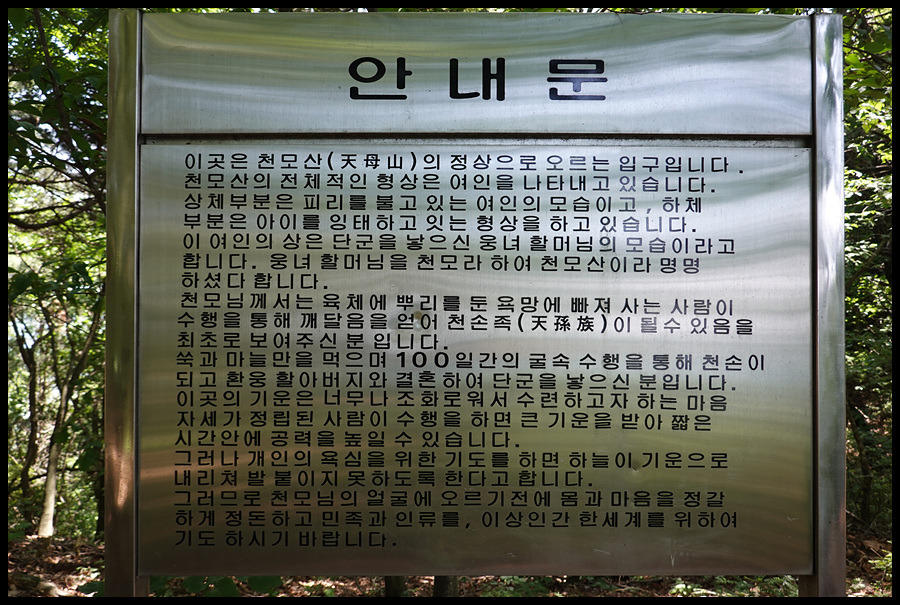 안내문
이곳은 천모산(天母山)의 정상으로 오르는 입구입니다.
천모산의 전체적인 형상은 여인을 나타내고 있습니다.
상체부분은 피리를 불고 있는 여인의 모습이고, 하체
부분은 아이를 잉태하고 잇는 형상을 하고 있습니다.
이 여인의 상은 단군을 낳으신 웅녀 할머님의 모습이라고
합니다. 웅녀 할머님을 천모라 하여 천모산이라 명명
하셨다 합니다.
천모님께서는 육체에 뿌리를 둔 욕망에 빠져 사는 사람이
수행을 통해 깨달음을 얻어 천손족(天孫族)이 될수 있음을
최초로 보여주신 분 입니다.
쑥과 마늘만을 먹으며 100일간의 굴속 수행을 통해 천손이
되고 환웅 할아버지와 결혼하여 단군을 낳으신 분입니다.
이곳의 기운은 너무나 조화로워서 수련하고자 하는 마음
자세가 정립된 사람이 수행을 하면 큰 기운을 받아 짧은
시간안에 공력을 높일 수 있습니다.
그러나 개인의 욕심을 위한 기도를 하면 하늘이 기운으로
내리쳐 발 붙이지 못하도록 한다고 합니다.
그러므로 천모님의 얼굴에 오르기전에 몸과 마음을 정갈
하게 정돈하고 민족과 인류를, 이상인간 한세계를 위하여
기도 하시기 바랍니다.